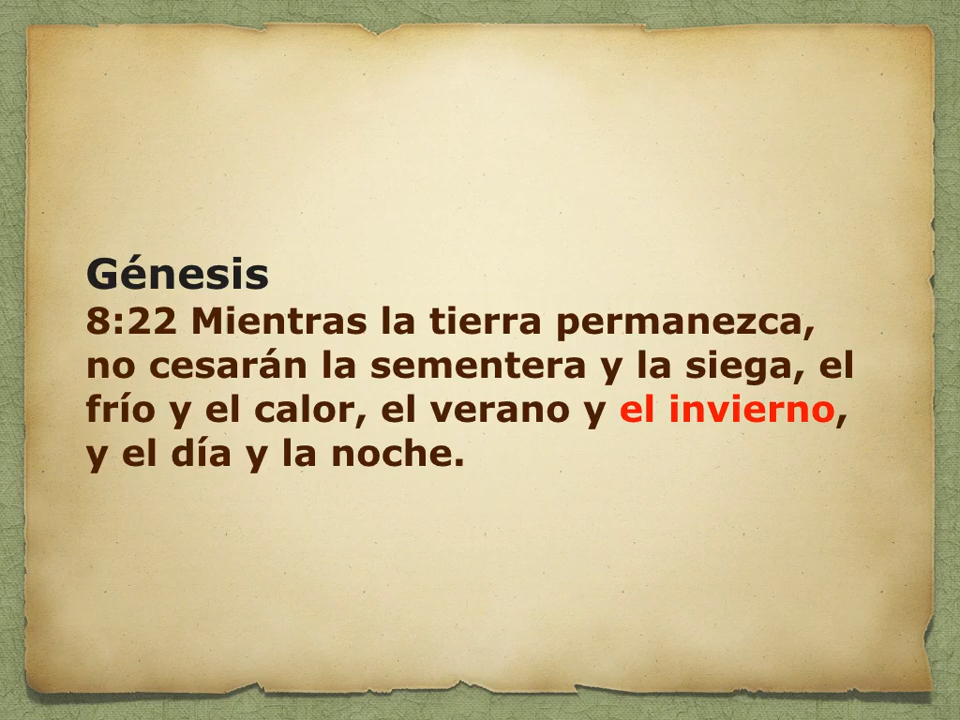 Génesis
8:22 Mientras la tierra permanezca,
no cesarán la sementera y la siega, el
frío y el calor, el verano y el invierno,
y el día y la noche.